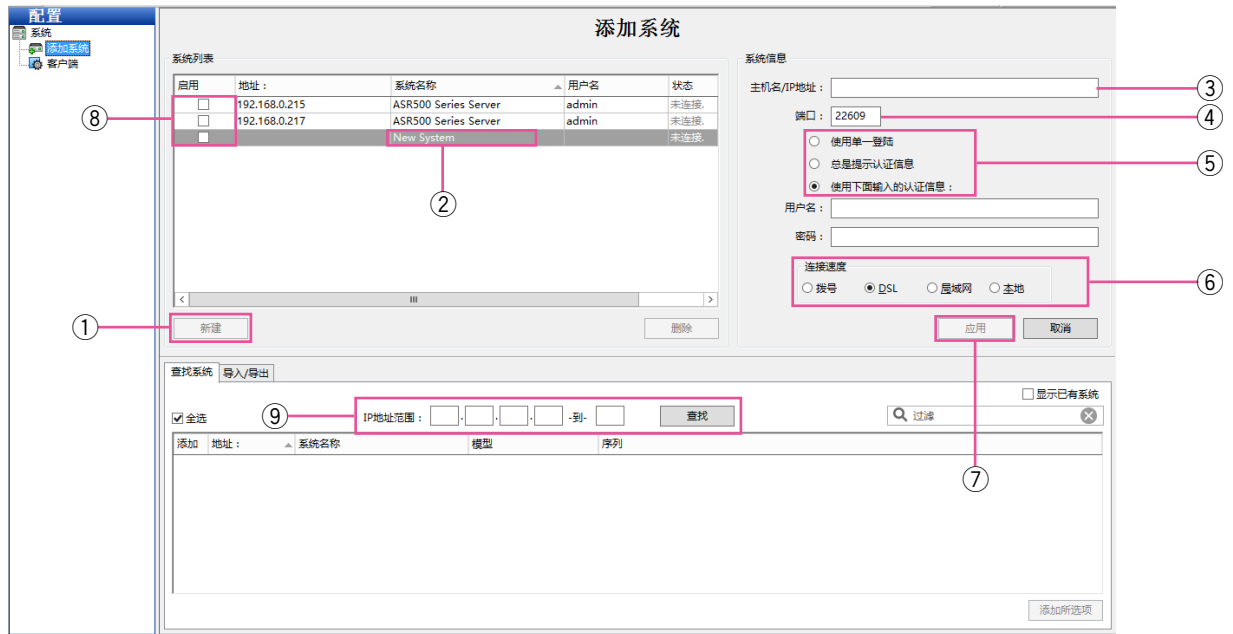 配置
系统
添加系统
客户端
添加系统
系统列表
启用 地址： 系统名称 用户名 状态
192.168.0.215 ASR500 Series Server admin 未连接.
192.168.0.217 ASR500 Series Server admin 未连接.
New System 未连接.
新建 删除
系统信息
主机名/IP地址：
端口： 22609
使用单一登陆
总是提示认证信息
使用下面输入的认证信息：
用户名：
密码：
连接速度
拨号 DSL 局域网 本地
应用 取消
① ② ③ ④ ⑤ ⑥ ⑦ ⑧ ⑨
查找系统 导入/导出
显示已有系统
全选 IP地址范围： . . . -到- 查找 过滤
添加 地址： 系统名称 模型 序列
添加所选项